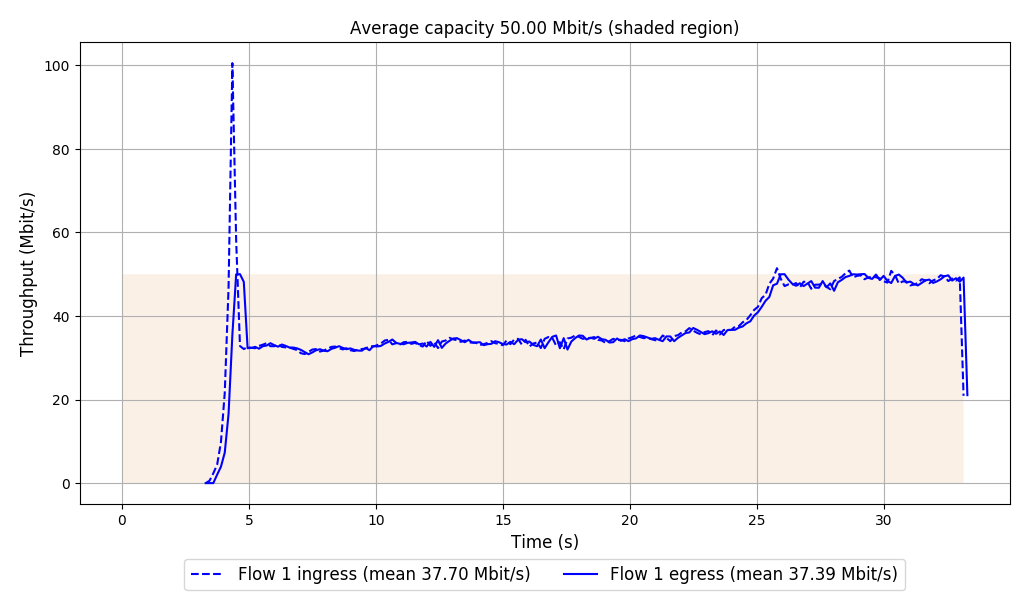 Average capacity 50.00 Mbit/s (shaded region)
100
80
60
40
20
0
Throughput (Mbit/s)
0 5 10 15 20 25 30
Time (s)
Flow 1 ingress (mean 37.70 Mbit/s) Flow 1 egress (mean 37.39 Mbit/s)